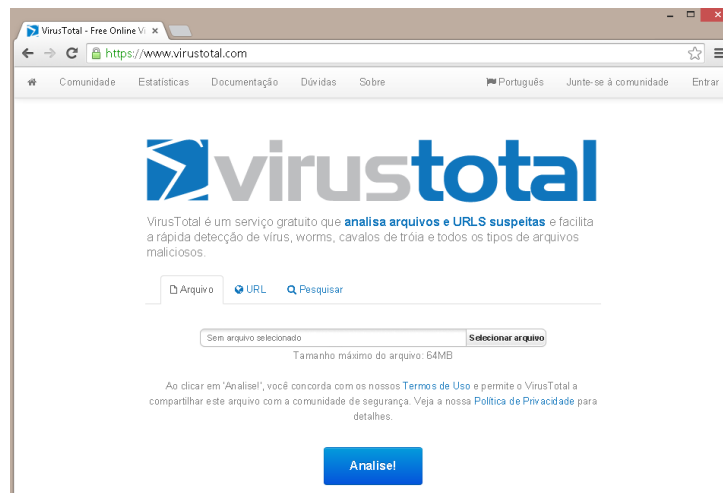 VirusTotal - Free Online Vi
https://www.virustotal.com
Comunidade Estatísticas Documentação Dúvidas Sobre Português Junte-se à comunidade Entrar
virustotal
VirusTotal é um serviço gratuito que analisa arquivos e URLS suspeitas e facilita
a rápida detecção de vírus, worms, cavalos de tróia e todos os tipos de arquivos
maliciosos.
Arquivo URL Pesquisar
Sem arquivo selecionado Selecionar arquivo
Tamanho máximo do arquivo: 64MB
Ao clicar em 'Analise!', você concorda com os nossos Termos de Uso e permite o VirusTotal a
compartilhar este arquivo com a comunidade de segurança. Veja a nossa Política de Privacidade para
detalhes.
Analise!